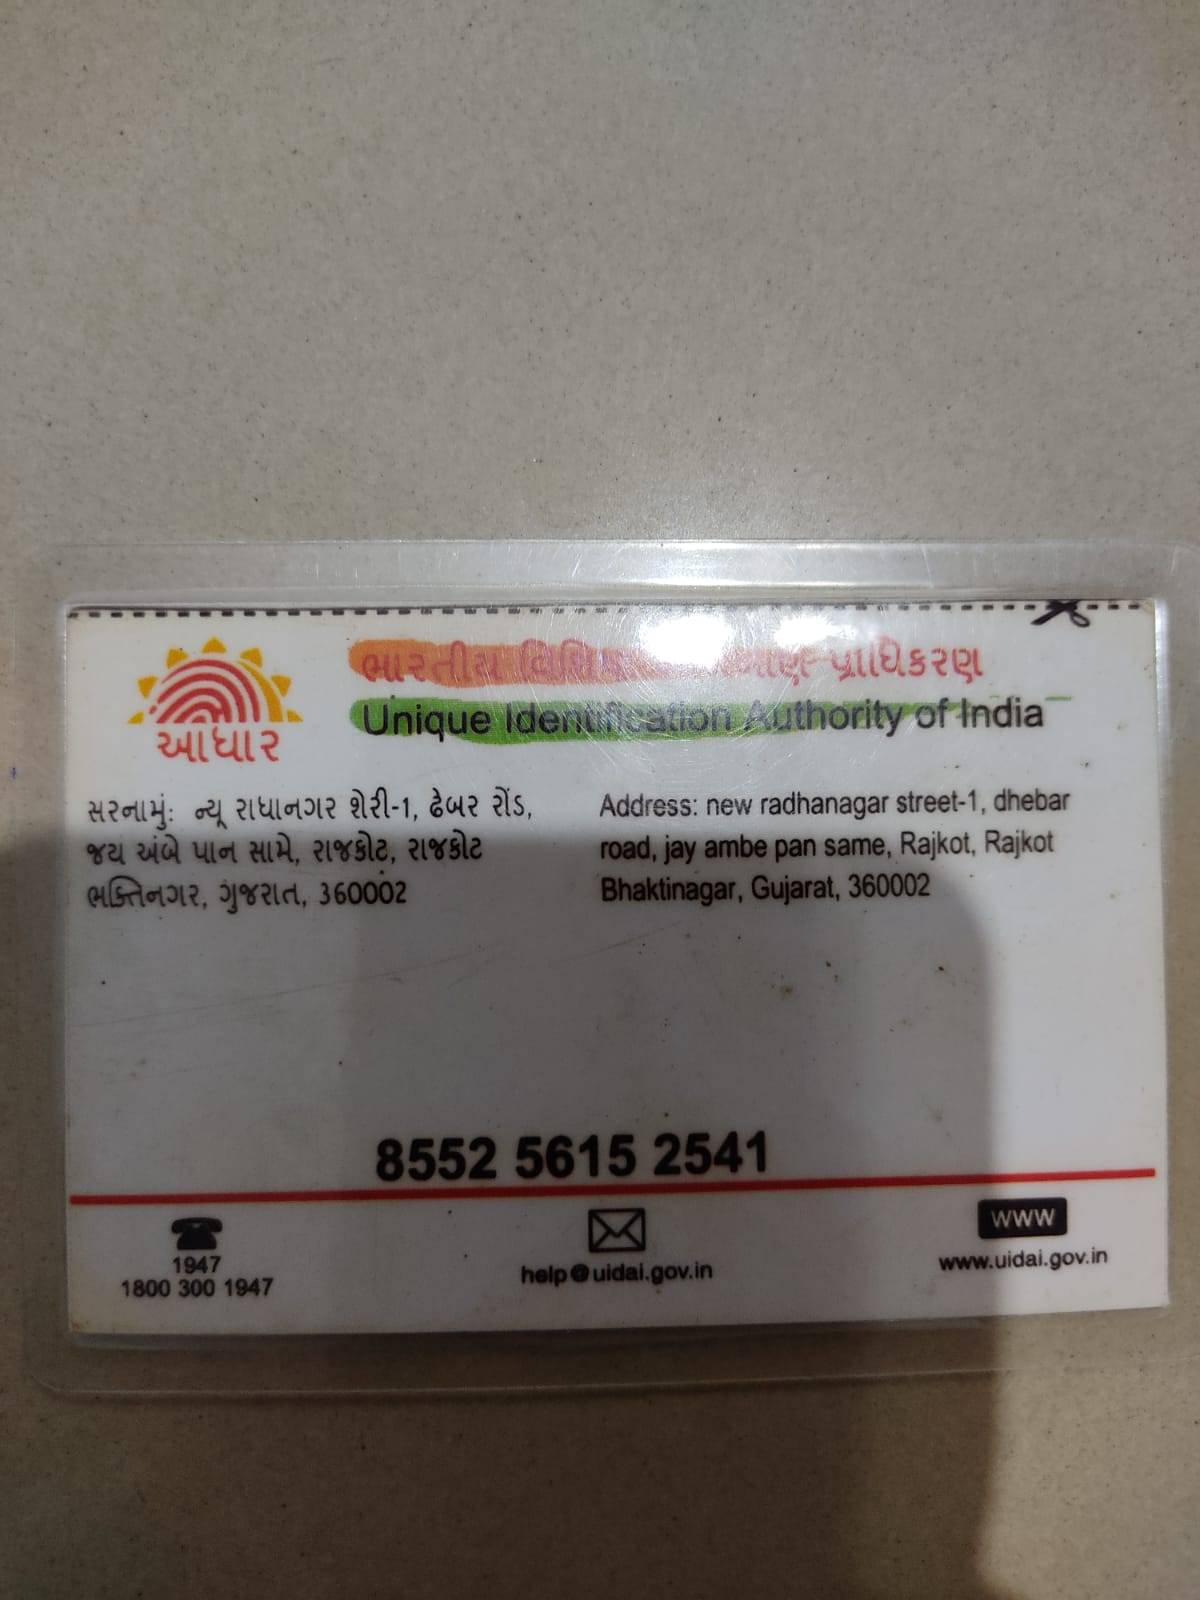 ભારતીય વિશિષ્ટ પ્રાધિકરણ
Unique Identification Authority of India
આધાર
સરનામું: ન્યૂ રાધાનગર શેરી-1, ઢેબર રોંડ,
જય અંબે પાન સામે, રાજકોટ, રાજકોટ
ભક્તિનગર, ગુજરાત, 360002
Address: new radhanagar street-1, dhebar
road, jay ambe pan same, Rajkot, Rajkot
Bhaktinagar, Gujarat, 360002
8552 5615 2541
1947
1800 300 1947
help@uidai.gov.in
WWW
www.uidai.gov.in